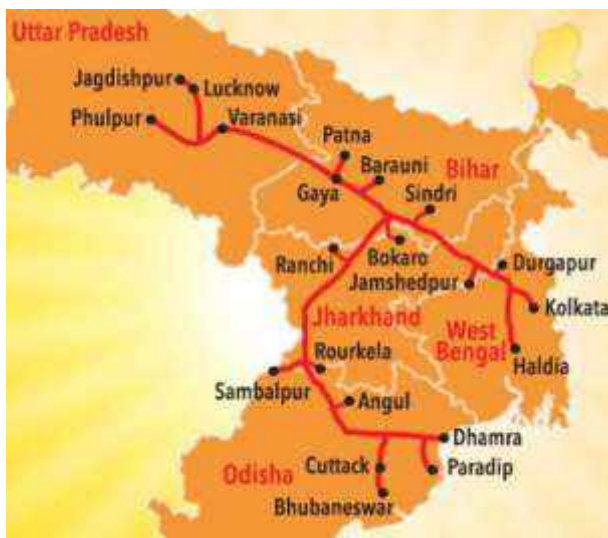 Uttar Pradesh
Jagdishpur
Lucknow
Phulpur
Varanasi
Patna
Barauni
Bihar
Gaya
Sindri
Ranchi
Bokaro
Durgapur
Jamshedpur
Kolkata
Jharkhand
West
Bengal
Rourkela
Haldia
Sambalpur
Angul
Dhamra
Cuttack
Paradip
Odisha
Bhubaneswar